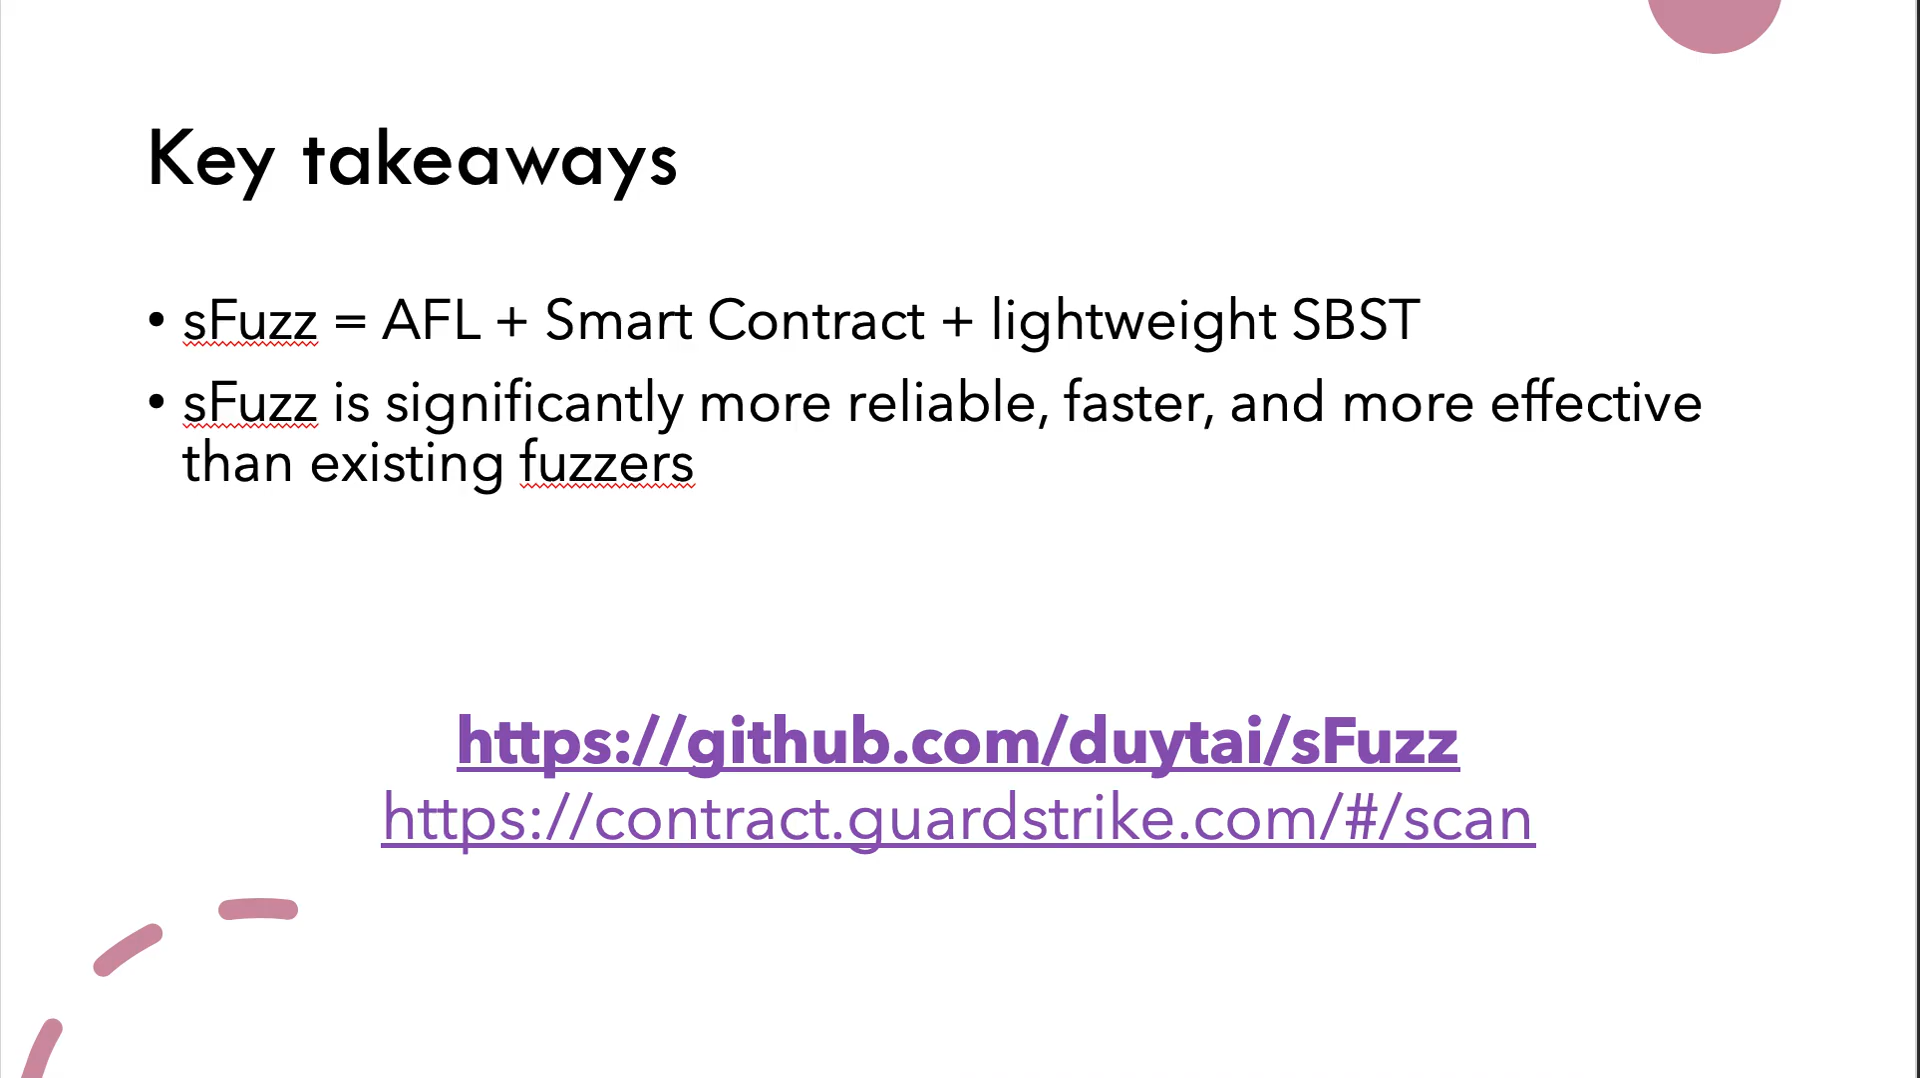 Key takeaways
• sFuzz = AFL + Smart Contract + lightweight SBST
• sFuzz is significantly more reliable, faster, and more effective
than existing fuzzers
https://github.com/duytai/sFuzz
https://contract.guardstrike.com/#/scan